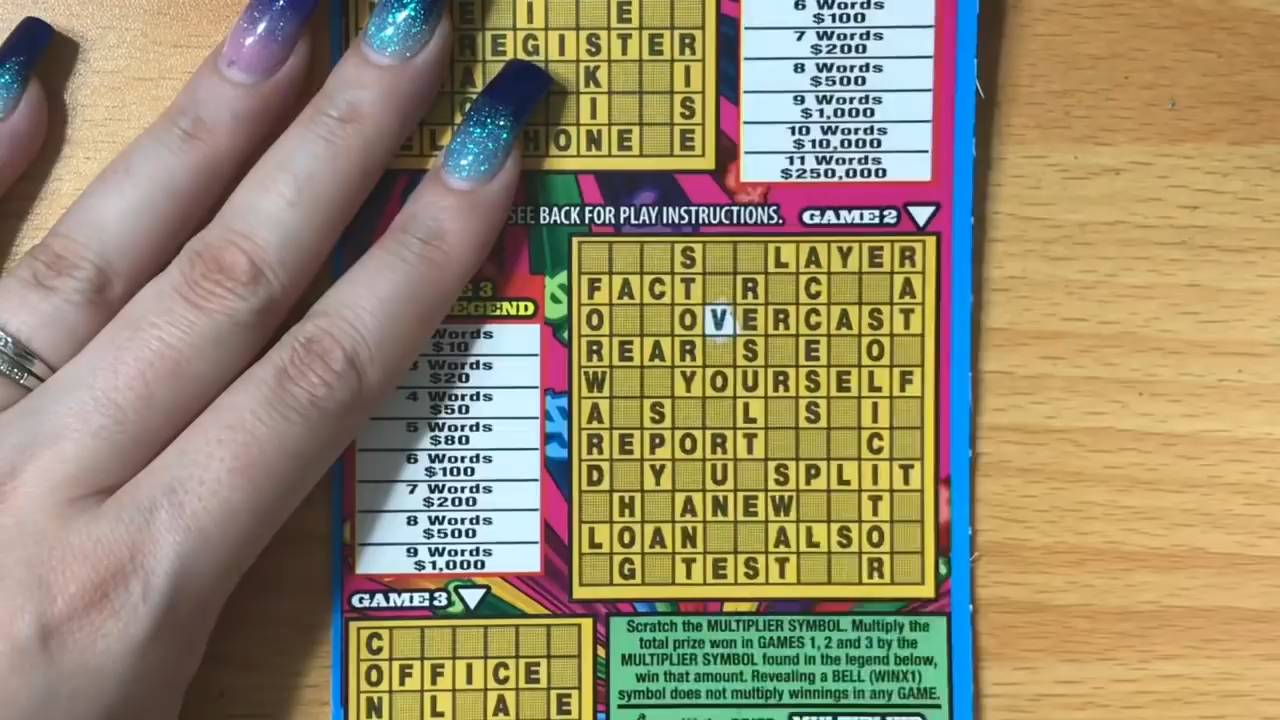 E I E
6 Words
$100
REGISTER
7 Words
$200
A K I
8 Words
$500
I S
9 Words
$1,000
HONE E
10 Words
$10,000
11 Words
$250,000
SEE BACK FOR PLAY INSTRUCTIONS. GAME 2
S LAYER
FACT R C A
O OVERCAST
REAR S E O
W YOURSELF
A S L S I
REPORT C
D Y U SPLIT
H ANEW T
LOAN ALSO
G TEST R
3
EGEND
Words
$10
3 Words
$20
4 Words
$50
5 Words
$80
6 Words
$100
7 Words
$200
8 Words
$500
9 Words
$1,000
GAME 3
C
OFFICE
N L A E
Scratch the MULTIPLIER SYMBOL. Multiply the
total prize won in GAMES 1, 2 and 3 by the
MULTIPLIER SYMBOL found in the legend below,
win that amount. Revealing a BELL (WINX1)
symbol does not multiply winnings in any GAME.